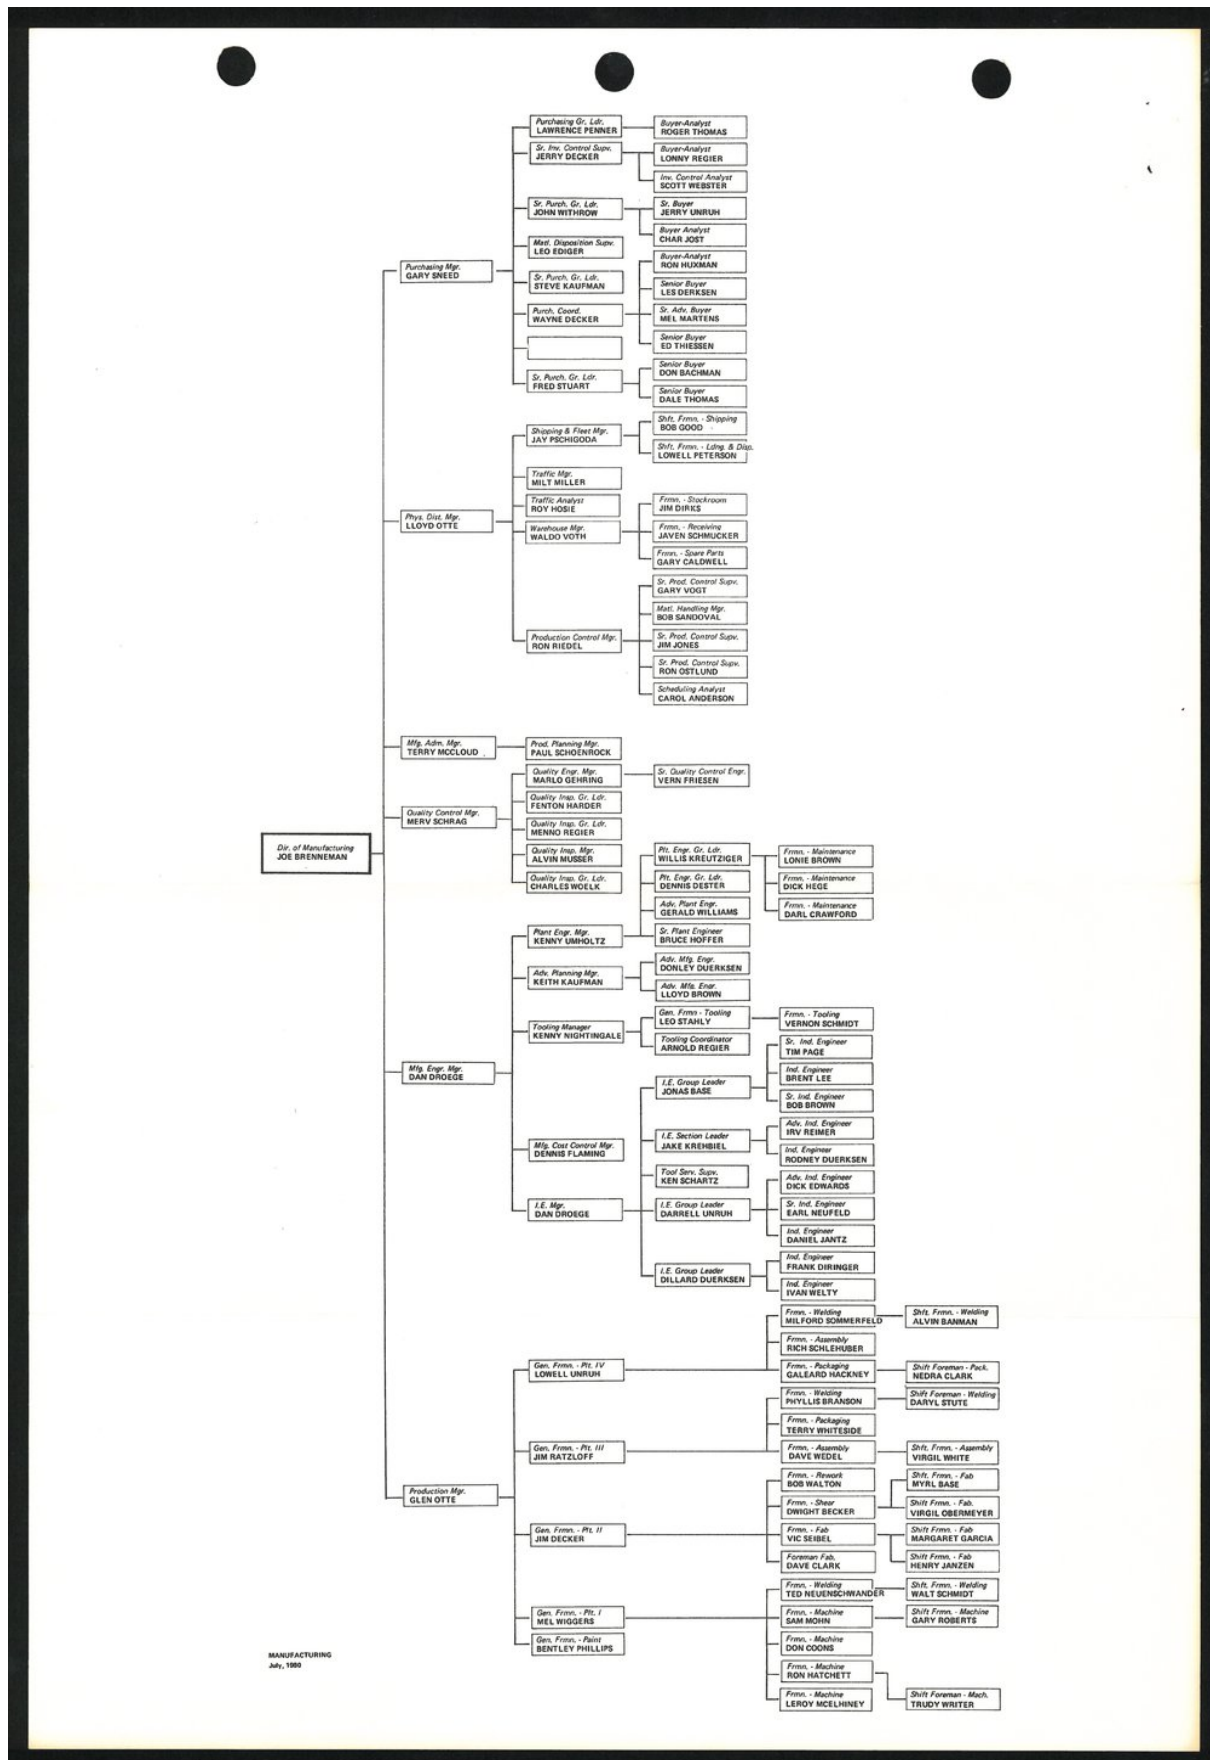 Purchasing Gr. Ldr.
LAWRENCE PENNER
Buyer-Analyst
ROGER THOMAS
Sr. Inv. Control Supv.
JERRY DECKER
Buyer-Analyst
LONNY REGIER
Inv. Control Analyst
SCOTT WEBSTER
Sr. Purch. Gr. Ldr.
JOHN WITHROW
Sr. Buyer
JERRY UNRUH
Buyer Analyst
CHAR JOST
Matl. Disposition Supv.
LEO EDIGER
Buyer-Analyst
RON HUXMAN
Purchasing Mgr.
GARY SNEED
Sr. Purch. Gr. Ldr.
STEVE KAUFMAN
Senior Buyer
LES DERKSEN
Purch. Coord.
WAYNE DECKER
Sr. Adv. Buyer
MEL MARTENS
Senior Buyer
ED THIESSEN
Sr. Purch. Gr. Ldr.
FRED STUART
Senior Buyer
DON BACHMAN
Senior Buyer
DALE THOMAS
Shipping & Fleet Mgr.
JAY PSCHIGODA
Shft. Frmn. - Shipping
BOB GOOD
Shft. Frmn. - Ldng. & Disp.
LOWELL PETERSON
Traffic Mgr.
MILT MILLER
Traffic Analyst
ROY HOSIE
Frmn. - Stockroom
JIM DIRKS
Phys. Dist. Mgr.
LLOYD OTTE
Warehouse Mgr.
WALDO VOTH
Frmn. - Receiving
JAVEN SCHMUCKER
Frmn. - Spare Parts
GARY CALDWELL
Sr. Prod. Control Supv.
GARY VOGT
Matl. Handling Mgr.
BOB SANDOVAL
Production Control Mgr.
RON RIEDEL
Sr. Prod. Control Supv.
JIM JONES
Sr. Prod. Control Supv.
RON OSTLUND
Scheduling Analyst
CAROL ANDERSON
Mfg. Adm. Mgr.
TERRY MCCLOUD
Prod. Planning Mgr.
PAUL SCHOENROCK
Quality Engr. Mgr.
MARLO GEHRING
Sr. Quality Control Engr.
VERN FRIESEN
Quality Insp. Gr. Ldr.
FENTON HARDER
Quality Control Mgr.
MERV SCHRAG
Quality Insp. Gr. Ldr.
MENNO REGIER
Quality Insp. Mgr.
ALVIN MUSSER
Quality Insp. Gr. Ldr.
CHARLES WOELK
Dir. of Manufacturing
JOE BRENNEMAN
Plt. Engr. Gr. Ldr.
WILLIS KREUTZIGER
Frmn. - Maintenance
LONIE BROWN
Plt. Engr. Gr. Ldr.
DENNIS DESTER
Frmn. - Maintenance
DICK HEGE
Adv. Plant Engr.
GERALD WILLIAMS
Frmn. - Maintenance
DARL CRAWFORD
Plant Engr. Mgr.
KENNY UMHOLTZ
Sr. Plant Engineer
BRUCE HOFFER
Adv. Planning Mgr.
KEITH KAUFMAN
Adv. Mfg. Engr.
DONLEY DUERKSEN
Adv. Mfg. Engr.
LLOYD BROWN
Tooling Manager
KENNY NIGHTINGALE
Gen. Frmn - Tooling
LEO STAHLY
Frmn. - Tooling
VERNON SCHMIDT
Tooling Coordinator
ARNOLD REGIER
Sr. Ind. Engineer
TIM PAGE
Mfg. Engr. Mgr.
DAN DROEGE
I.E. Group Leader
JONAS BASE
Ind. Engineer
BRENT LEE
Sr. Ind. Engineer
BOB BROWN
Mfg. Cost Control Mgr.
DENNIS FLAMING
I.E. Section Leader
JAKE KREHBIEL
Adv. Ind. Engineer
IRV REIMER
Ind. Engineer
RODNEY DUERKSEN
Tool Serv. Supv.
KEN SCHARTZ
Adv. Ind. Engineer
DICK EDWARDS
I.E. Mgr.
DAN DROEGE
I.E. Group Leader
DARRELL UNRUH
Sr. Ind. Engineer
EARL NEUFELD
Ind. Engineer
DANIEL JANTZ
I.E. Group Leader
DILLARD DUERKSEN
Ind. Engineer
FRANK DIRINGER
Ind. Engineer
IVAN WELTY
Frmn. - Welding
MILFORD SOMMERFELD
Shft. Frmn. - Welding
ALVIN BANMAN
Frmn. - Assembly
RICH SCHLEHUBER
Gen. Frmn. - Plt. IV
LOWELL UNRUH
Frmn. - Packaging
GALEARD HACKNEY
Shift Foreman - Pack.
NEDRA CLARK
Frmn. - Welding
PHYLLIS BRANSON
Shift Foreman - Welding
DARYL STUTE
Frmn. - Packaging
TERRY WHITESIDE
Gen. Frmn. - Plt. III
JIM RATZLOFF
Frmn. - Assembly
DAVE WEDEL
Shft. Frmn. - Assembly
VIRGIL WHITE
Production Mgr.
GLEN OTTE
Frmn. - Rework
BOB WALTON
Shft. Frmn. - Fab
MYRL BASE
Frmn. - Shear
DWIGHT BECKER
Shift Frmn. - Fab.
VIRGIL OBERMEYER
Gen. Frmn. - Plt. II
JIM DECKER
Frmn. - Fab
VIC SEIBEL
Shift Frmn. - Fab
MARGARET GARCIA
Foreman Fab.
DAVE CLARK
Shift Frmn. - Fab
HENRY JANZEN
Frmn. - Welding
TED NEUENSCHWANDER
Shft. Frmn. - Welding
WALT SCHMIDT
Gen. Frmn. - Plt. I
MEL WIGGERS
Frmn. - Machine
SAM MOHN
Shift Frmn. - Machine
GARY ROBERTS
Gen. Frmn. - Paint
BENTLEY PHILLIPS
Frmn. - Machine
DON COONS
Frmn. - Machine
RON HATCHETT
Frmn. - Machine
LEROY MCELHINEY
Shift Foreman - Mach.
TRUDY WRITER
MANUFACTURING
July, 1980